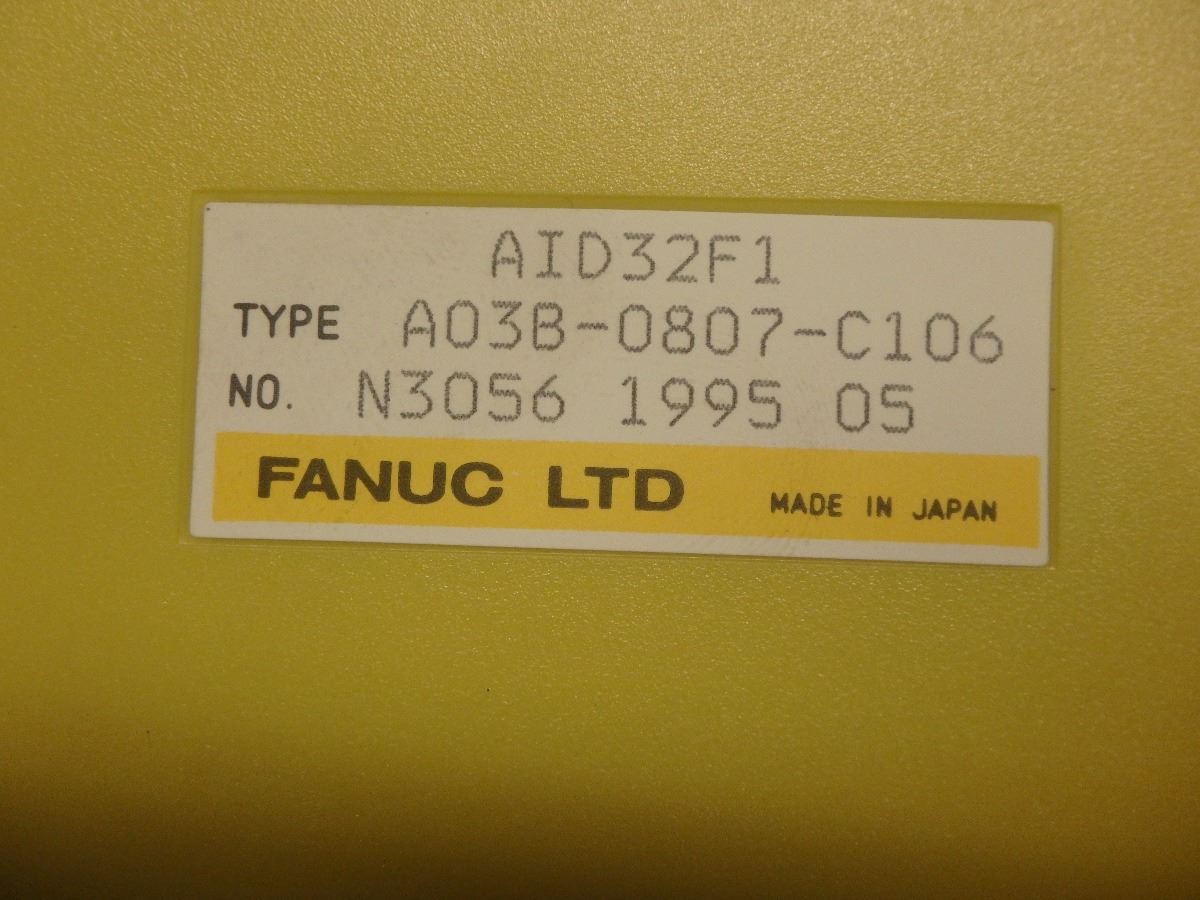 AID32F1
TYPE A03B-0807-C106
NO. N3056 1995 05
FANUC LTD MADE IN JAPAN